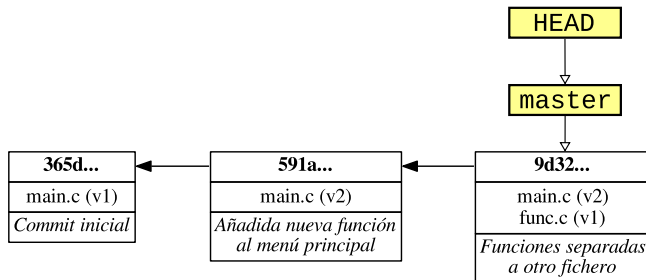 HEAD
master
365d...
main.c (v1)
Commit inicial
591a...
main.c (v2)
Añadida nueva función
al menú principal
9d32...
main.c (v2)
func.c (v1)
Funciones separadas
a otro fichero